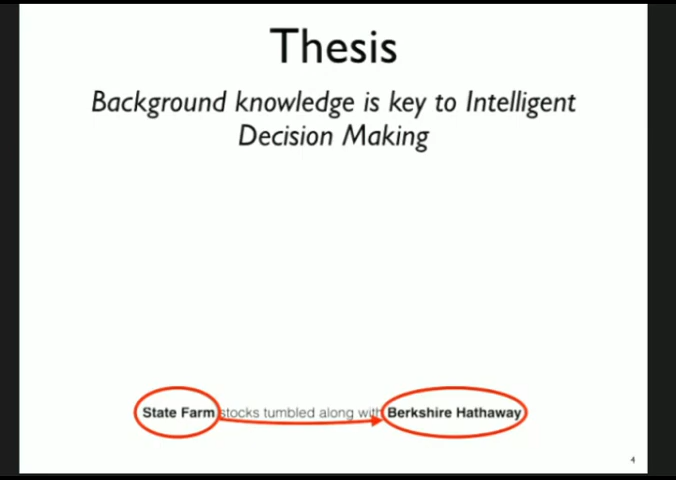 Thesis
Background knowledge is key to Intelligent
Decision Making
State Farm stocks tumbled along with Berkshire Hathaway
4